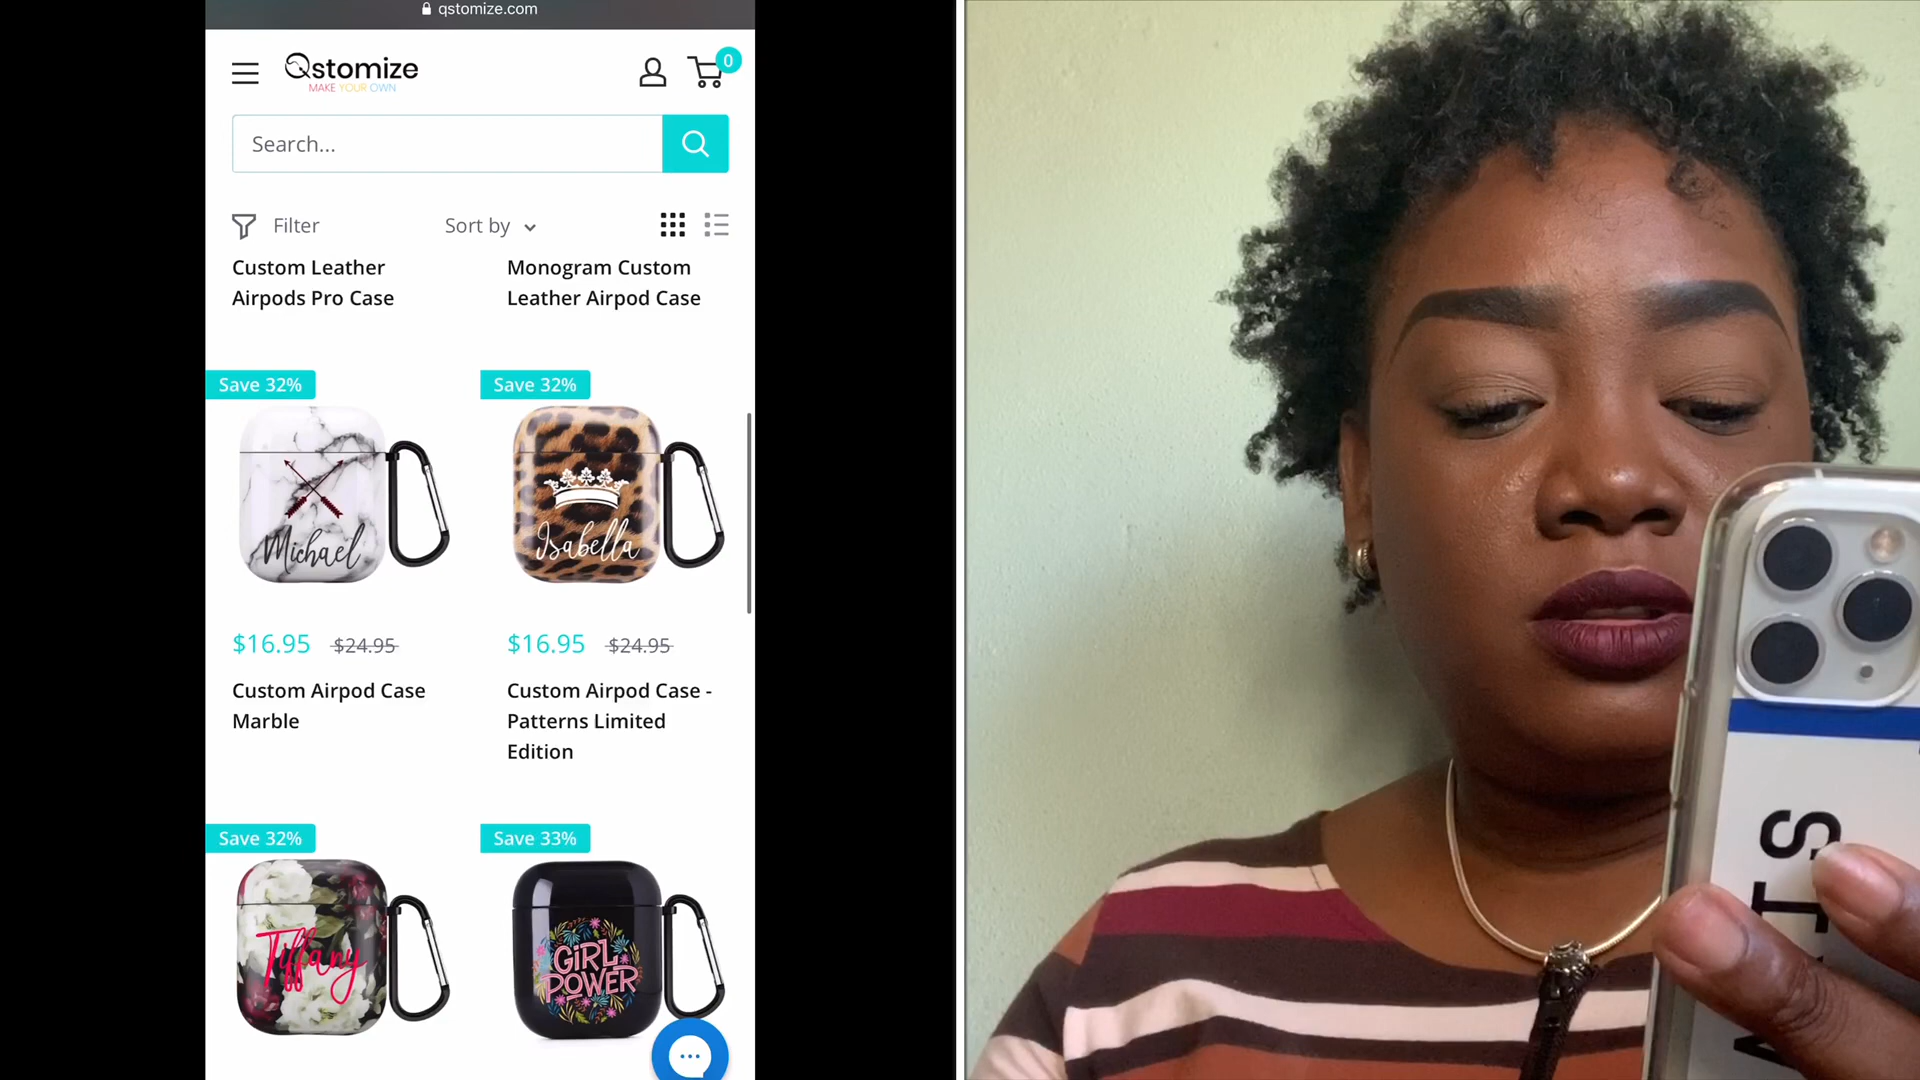 qstomize.com
Qstomize
MAKE YOUR OWN
0
Search...
Filter
Sort by
Custom Leather
Airpods Pro Case
Monogram Custom
Leather Airpod Case
Save 32%
Save 32%
Michael
Isabella
$16.95 $24.95
$16.95 $24.95
Custom Airpod Case
Marble
Custom Airpod Case -
Patterns Limited
Edition
Save 32%
Save 33%
Tiffany
GIRL
POWER